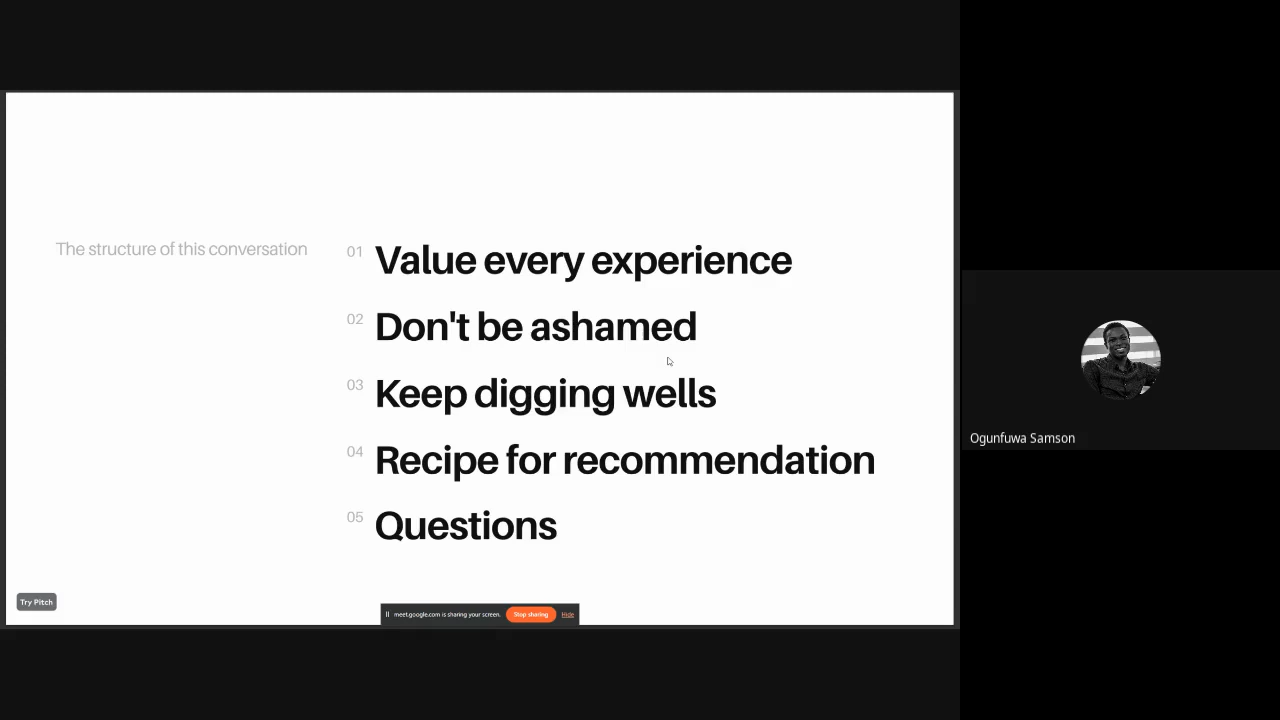 The structure of this conversation
01 Value every experience
02 Don't be ashamed
03 Keep digging wells
04 Recipe for recommendation
05 Questions
Try Pitch
meet.google.com is sharing your screen. Stop sharing Hide
Ogunfuwa Samson